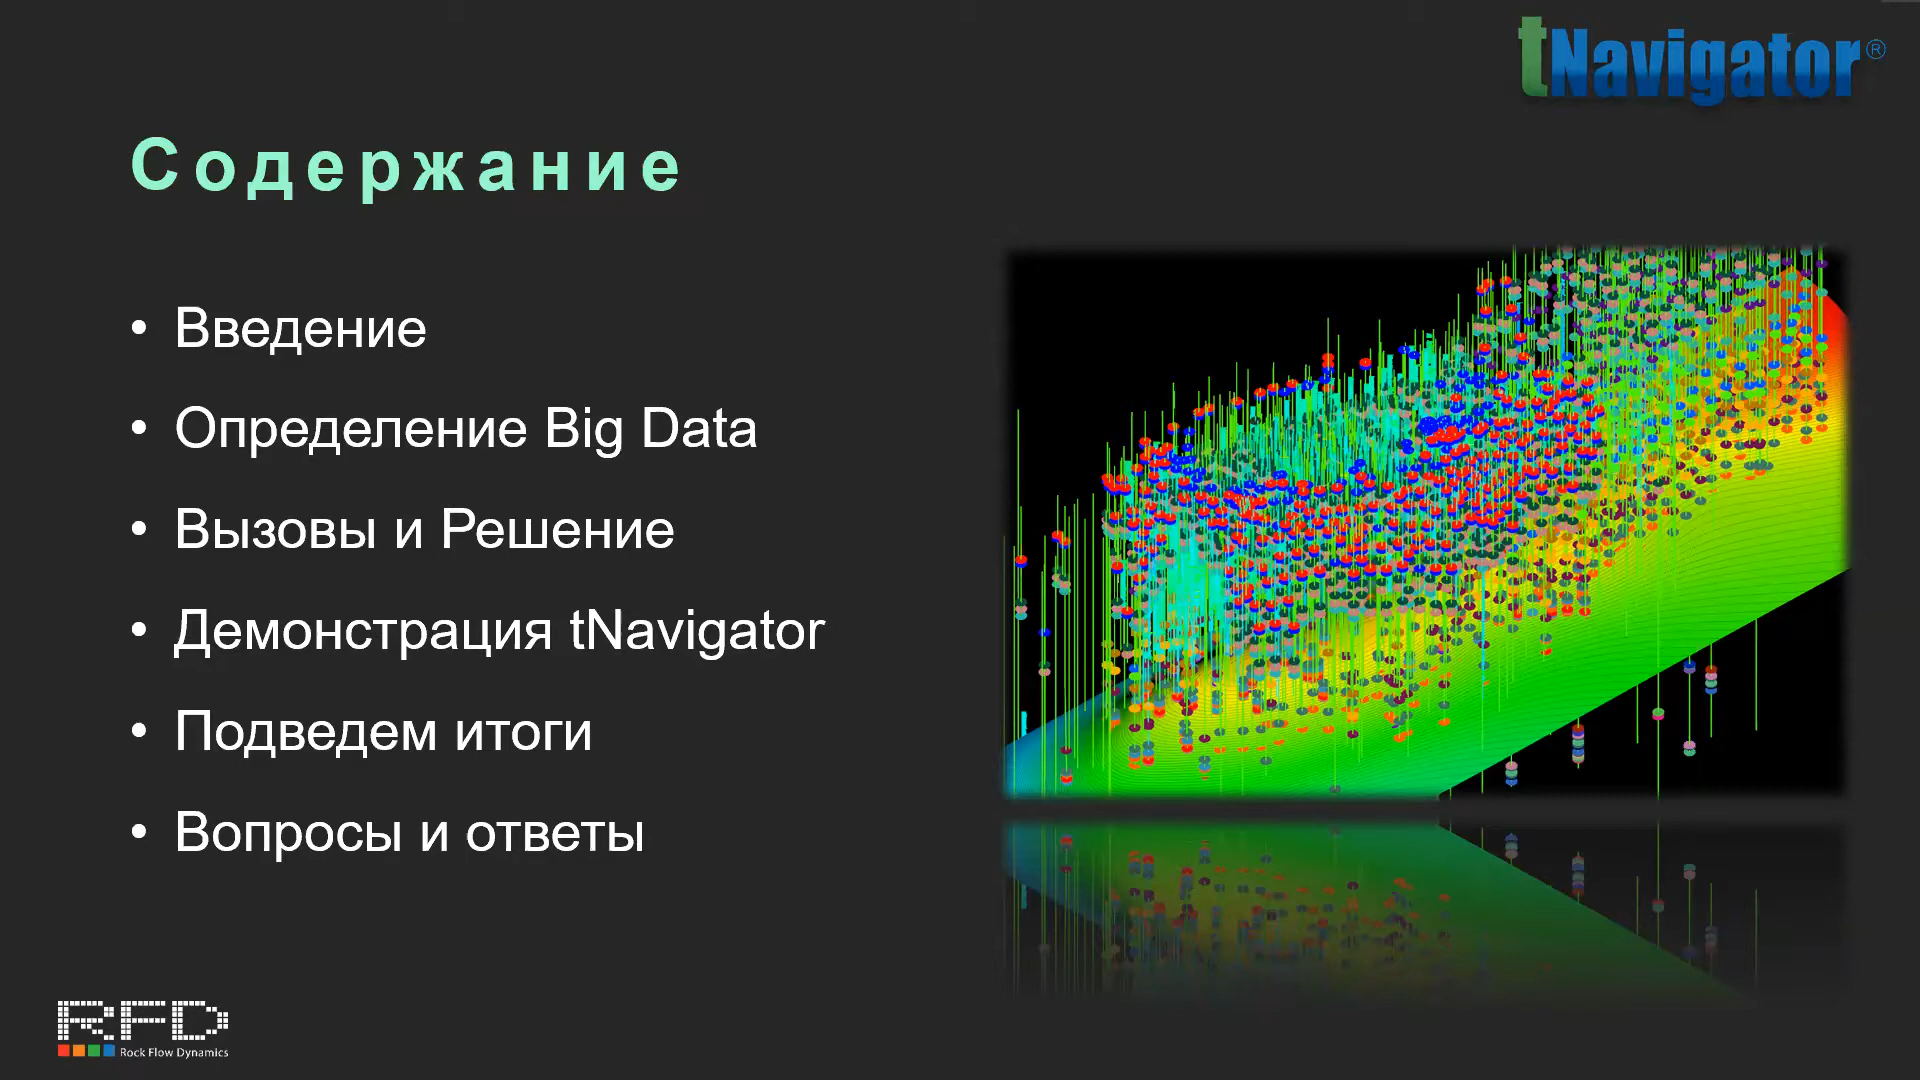 tNavigator®
Содержание
• Введение
• Определение Big Data
• Вызовы и Решение
• Демонстрация tNavigator
• Подведем итоги
• Вопросы и ответы
RFD
Rock Flow Dynamics